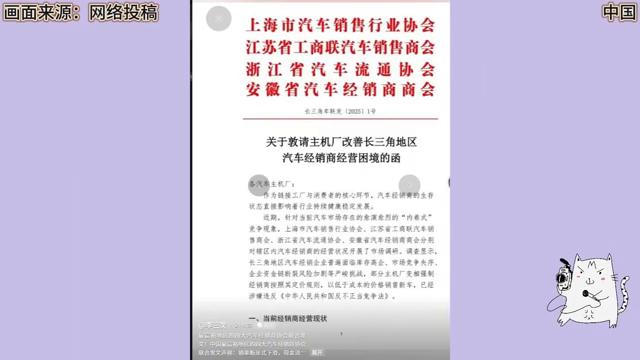 画面来源：网络投稿
中国
上海市汽车销售行业协会
江苏省工商联汽车销售商会
浙江省汽车流通协会
安徽省汽车经销商商会
长三角车联发〔2025〕1号
关于敦请主机厂改善长三角地区
汽车经销商经营困境的函
各汽车主机厂：
作为链接工厂与消费者的核心环节，汽车经销商的生存
状态直接影响着行业持续健康稳定发展。
近期，针对当前汽车市场存在的愈演愈烈的“内卷式”
竞争现象，上海市汽车销售行业协会、江苏省工商联汽车销
售商会、浙江省汽车流通协会、安徽省汽车经销商商会分别
对辖区内汽车经销商的经营状况开展了市场调研。调查显示，
长三角地区汽车经销企业普遍面临库存高企、市场竞争失序、
企业资金链断裂风险加剧等严峻挑战，部分主机厂变相强制
经销商按照其定价规则，以低于成本的价格销售新车，已经
涉嫌违反《中华人民共和国反不正当竞争法》。
一、当前经销商经营现状
展开